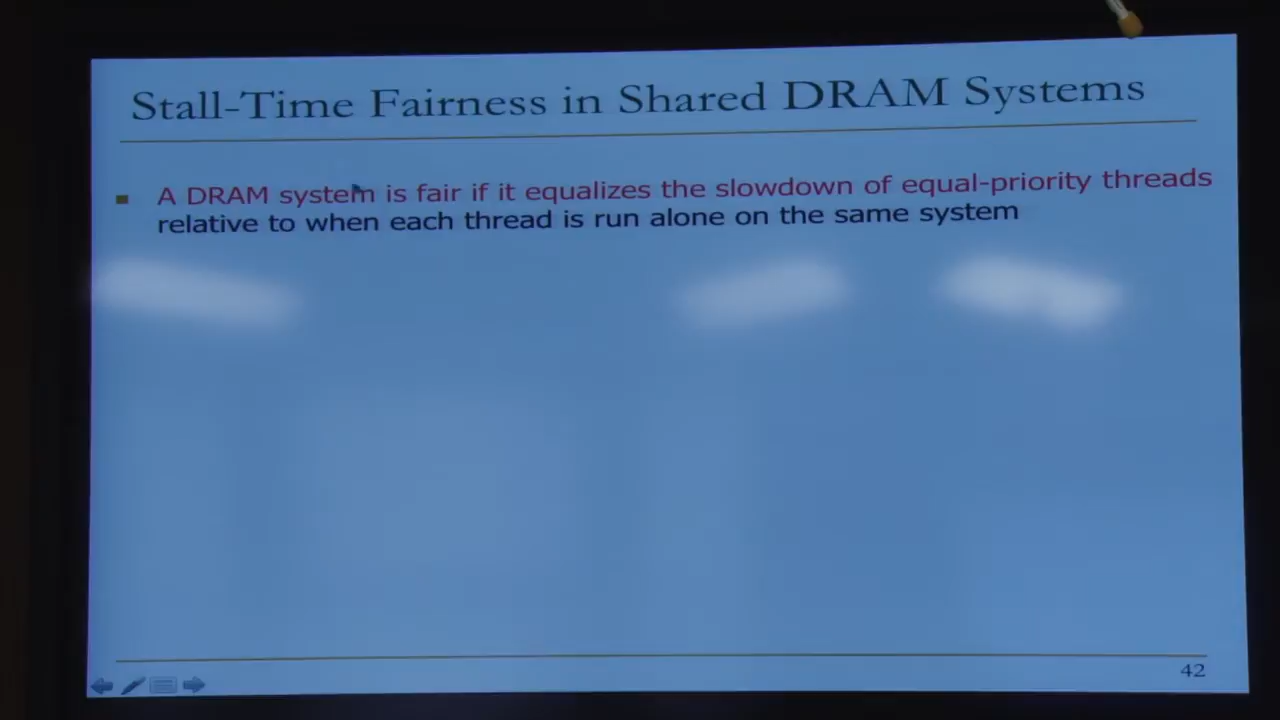 Stall-Time Fairness in Shared DRAM Systems
A DRAM system is fair if it equalizes the slowdown of equal-priority threads
relative to when each thread is run alone on the same system
42